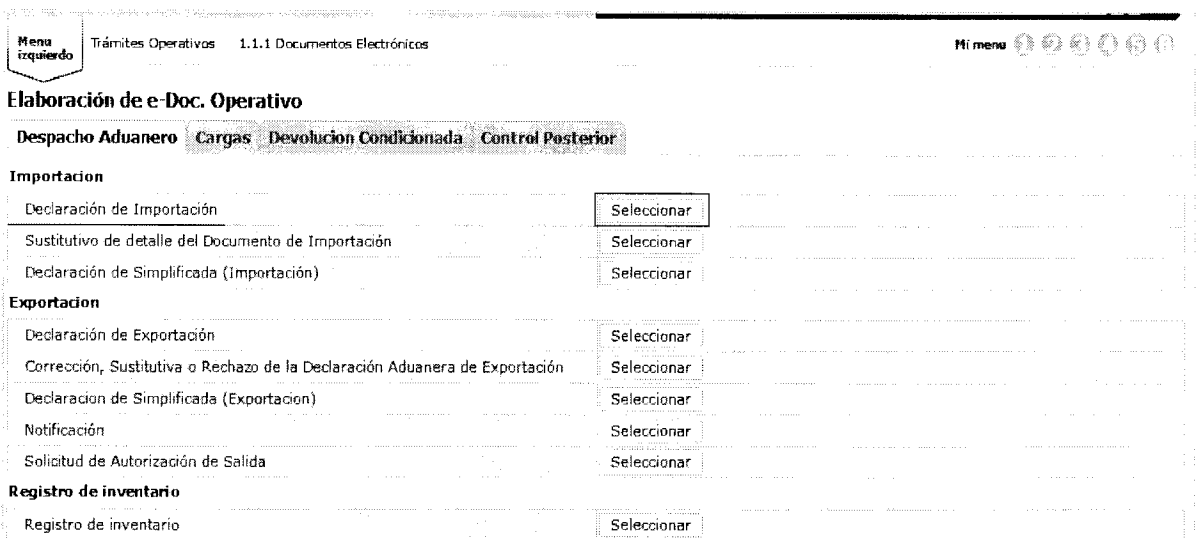 Menu izquierdo
Trámites Operativos 1.1.1 Documentos Electrónicos Mi menu
Elaboración de e-Doc. Operativo
Despacho Aduanero Cargas Devolucion Condicionada Control Posterior
Importacion
Declaración de Importación Seleccionar
Sustitutivo de detalle del Documento de Importación Seleccionar
Declaración de Simplificada (Importación) Seleccionar
Exportacion
Declaración de Exportación Seleccionar
Corrección, Sustitutiva o Rechazo de la Declaración Aduanera de Exportación Seleccionar
Declaracion de Simplificada (Exportacion) Seleccionar
Notificación Seleccionar
Solicitud de Autorización de Salida Seleccionar
Registro de inventario
Registro de inventario Seleccionar